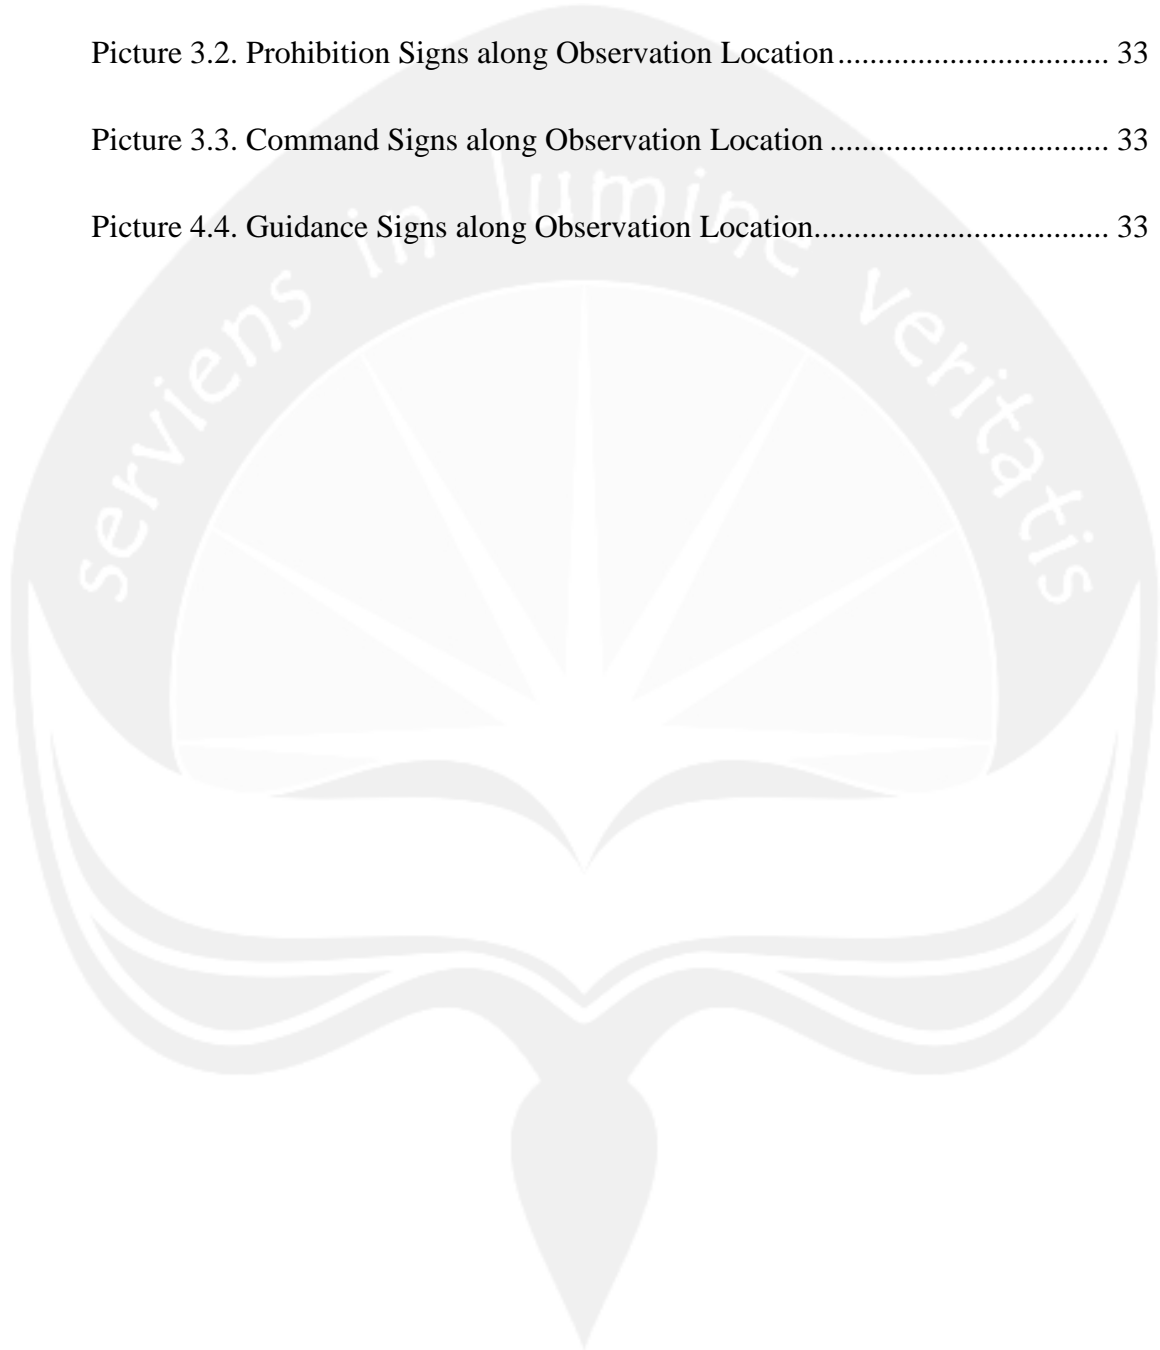 Picture 3.2. Prohibition Signs along Observation Location.................................. 33
Picture 3.3. Command Signs along Observation Location ................................... 33
Picture 4.4. Guidance Signs along Observation Location..................................... 33
serviens in lumine veritatis